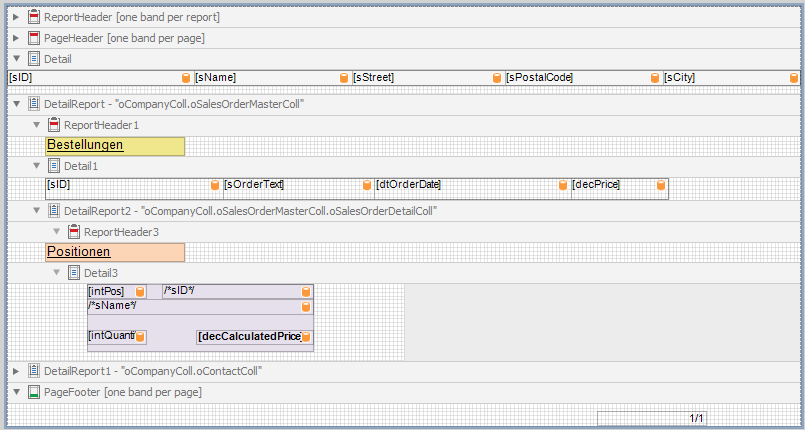 ReportHeader [one band per report]
PageHeader [one band per page]
Detail
[sID] [sName] [sStreet] [sPostalCode] [sCity]
DetailReport - "oCompanyColl.oSalesOrderMasterColl"
ReportHeader1
Bestellungen
Detail1
[sID] [sOrderText] [dtOrderDate] [decPrice]
DetailReport2 - "oCompanyColl.oSalesOrderMasterColl.oSalesOrderDetailColl"
ReportHeader3
Positionen
Detail3
[intPos] /*sID*/
/*sName*/
[intQuanti [decCalculatedPrice]
DetailReport1 - "oCompanyColl.oContactColl"
PageFooter [one band per page]
1/1